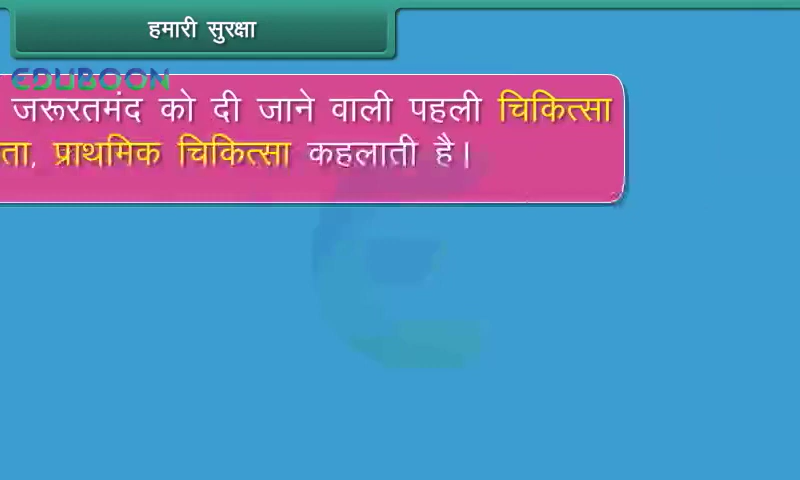 हमारी सुरक्षा
EDUBOON
जरूरतमंद को दी जाने वाली पहली चिकित्सा
ता, प्राथमिक चिकित्सा कहलाती है।